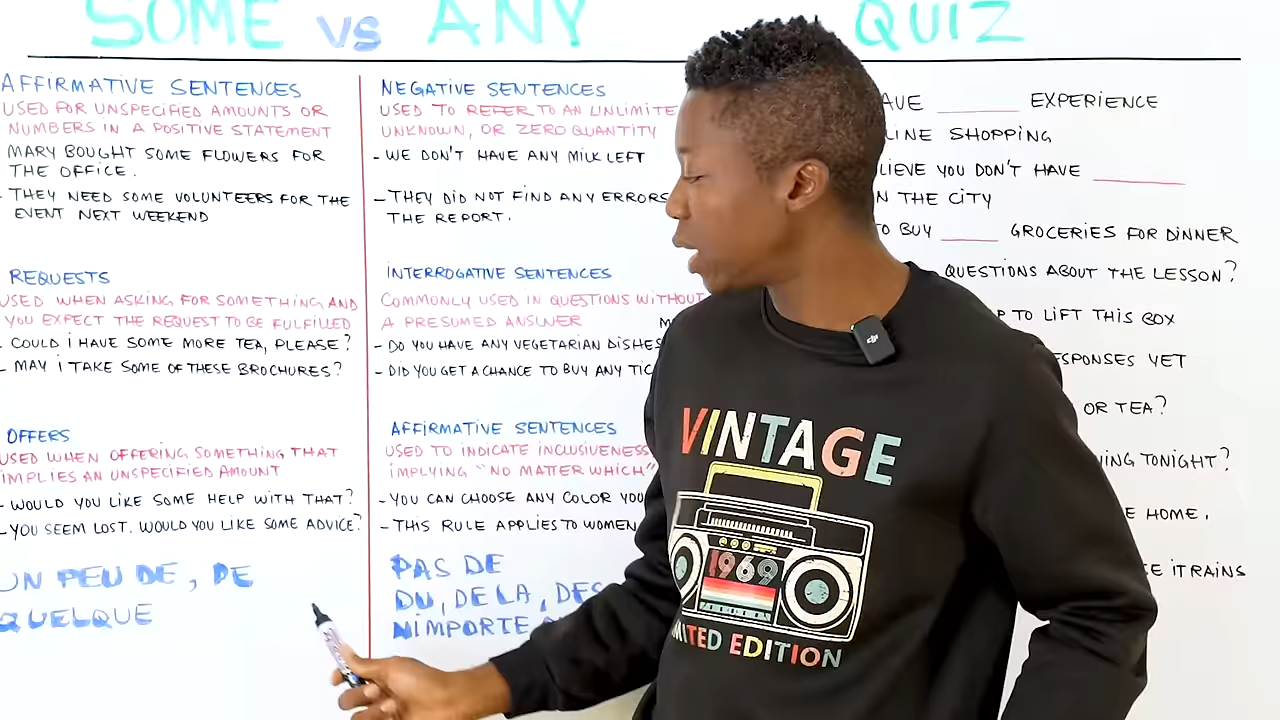 SOME vs ANY QUIZ
AFFIRMATIVE SENTENCES
USED FOR UNSPECIFIED AMOUNTS OR
NUMBERS IN A POSITIVE STATEMENT
MARY BOUGHT SOME FLOWERS FOR
THE OFFICE.
- THEY NEED SOME VOLUNTEERS FOR THE
EVENT NEXT WEEKEND
REQUESTS
USED WHEN ASKING FOR SOMETHING AND
YOU EXPECT THE REQUEST TO BE FULFILLED
- COULD I HAVE SOME MORE TEA, PLEASE?
- MAY I TAKE SOME OF THESE BROCHURES?
OFFERS
USED WHEN OFFERING SOMETHING THAT
IMPLIES AN UNSPECIFIED AMOUNT
- WOULD YOU LIKE SOME HELP WITH THAT?
- YOU SEEM LOST. WOULD YOU LIKE SOME ADVICE?
UN PEU DE, DE
QUELQUE
NEGATIVE SENTENCES
USED TO REFER TO AN UNLIMITE
UNKNOWN, OR ZERO QUANTITY
- WE DON'T HAVE ANY MILK LEFT
- THEY DID NOT FIND ANY ERRORS
THE REPORT.
INTERROGATIVE SENTENCES
COMMONLY USED IN QUESTIONS WITHOUT
A PRESUMED ANSWER
- DO YOU HAVE ANY VEGETARIAN DISHES
- DID YOU GET A CHANCE TO BUY ANY TIC
AFFIRMATIVE SENTENCES
USED TO INDICATE INCLUSIVENESS
IMPLYING "NO MATTER WHICH"
- YOU CAN CHOOSE ANY COLOR YOU
- THIS RULE APPLIES TO WOMEN
PAS DE
DU, DE LA, DES
NIMPORTE
AVE ______ EXPERIENCE
LINE SHOPPING
LIEVE YOU DON'T HAVE ______
N THE CITY
TO BUY ____ GROCERIES FOR DINNER
QUESTIONS ABOUT THE LESSON?
P TO LIFT THIS BOX
ESPONSES YET
OR TEA?
ING TONIGHT?
E HOME.
E IT RAINS
dji
VINTAGE
1969
LIMITED EDITION